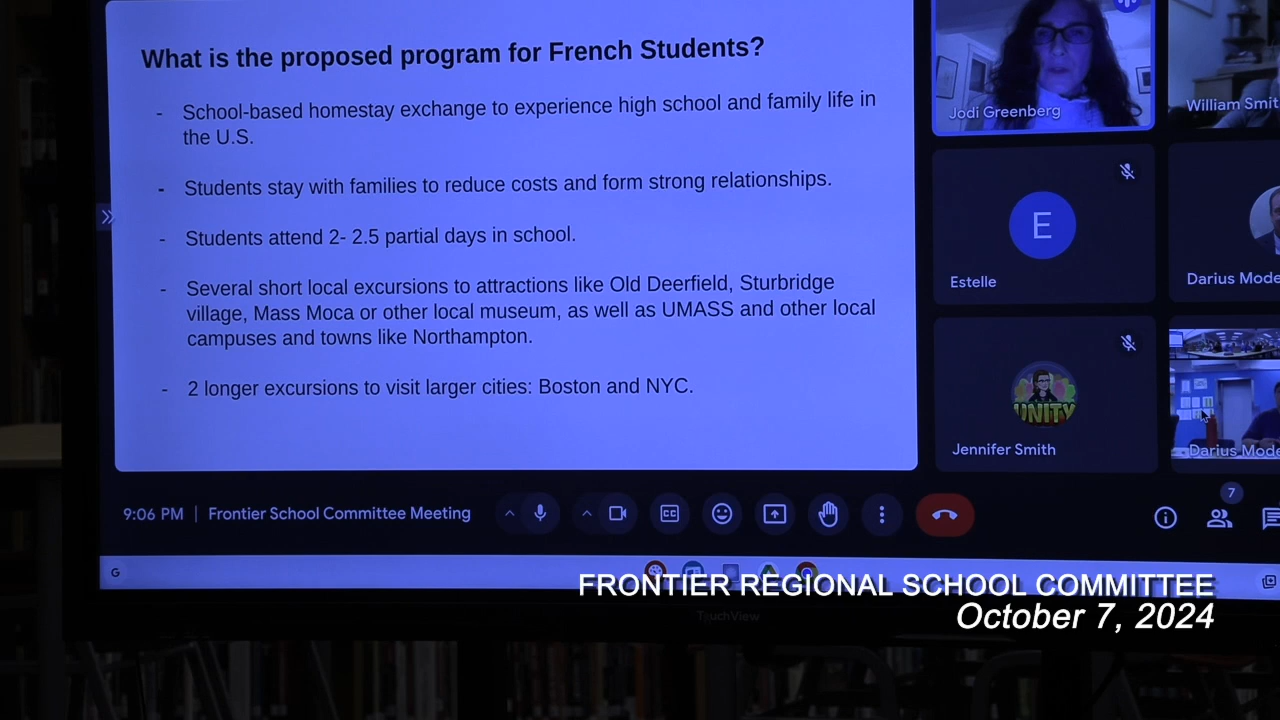 What is the proposed program for French Students?
- School-based homestay exchange to experience high school and family life in
the U.S.
- Students stay with families to reduce costs and form strong relationships.
- Students attend 2- 2.5 partial days in school.
- Several short local excursions to attractions like Old Deerfield, Sturbridge
village, Mass Moca or other local museum, as well as UMASS and other local
campuses and towns like Northampton.
- 2 longer excursions to visit larger cities: Boston and NYC.
Jodi Greenberg
William Smit
E
Estelle
Darius Mode
UNITY
Jennifer Smith
Darius Mode
9:06 PM | Frontier School Committee Meeting
CC
7
G
FRONTIER REGIONAL SCHOOL COMMITTEE
October 7, 2024
TouchView